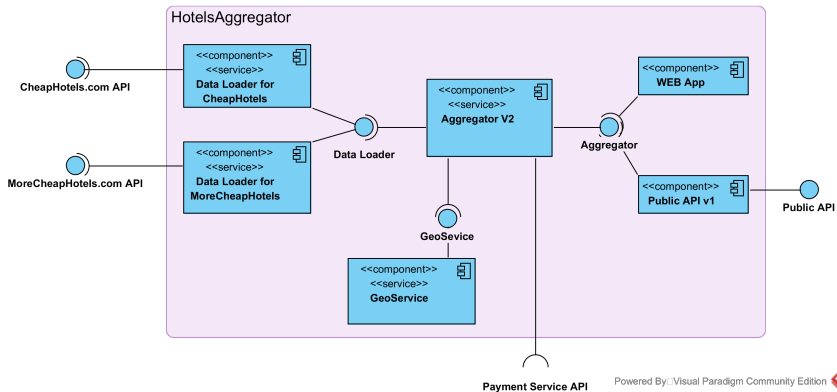 HotelsAggregator
<<component>>
<<service>>
Data Loader for
CheapHotels
CheapHotels.com API
<<component>>
<<service>>
Aggregator V2
<<component>>
WEB App
Aggregator
Data Loader
<<component>>
<<service>>
Data Loader for
MoreCheapHotels
MoreCheapHotels.com API
<<component>>
Public API v1
Public API
GeoSevice
<<component>>
<<service>>
GeoService
Payment Service API
Powered By Visual Paradigm Community Edition